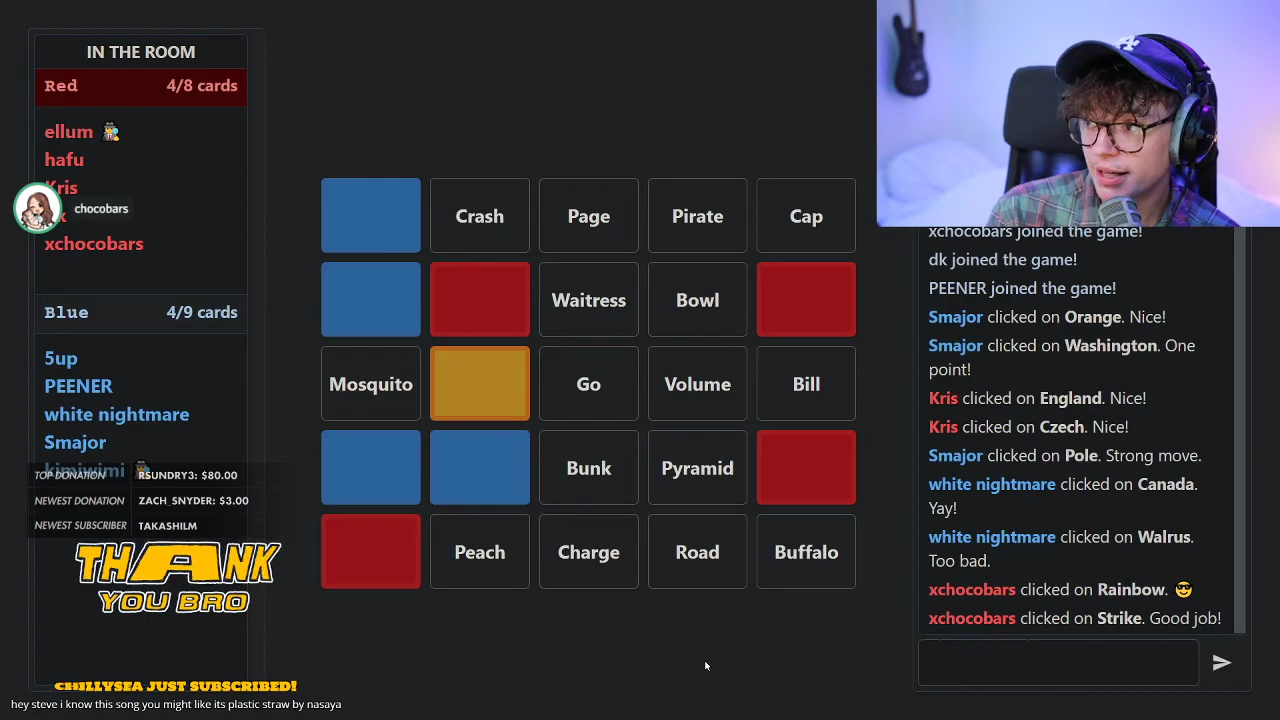 IN THE ROOM
Red 4/8 cards
ellum
hafu
Kris
chocobars
xchocobars
Blue 4/9 cards
5up
PEENER
white nightmare
Smajor
kimiwimi
TOP DONATION RSUNDRY3: $80.00
NEWEST DONATION ZACH_SNYDER: $3.00
NEWEST SUBSCRIBER TAKASHILM
THANK
YOU BRO
CHILLYSEA JUST SUBSCRIBED!
hey steve i know this song you might like its plastic straw by nasaya
Crash Page Pirate Cap
Waitress Bowl
Mosquito Go Volume Bill
Bunk Pyramid
Peach Charge Road Buffalo
LA
xchocobars joined the game!
dk joined the game!
PEENER joined the game!
Smajor clicked on Orange. Nice!
Smajor clicked on Washington. One
point!
Kris clicked on England. Nice!
Kris clicked on Czech. Nice!
Smajor clicked on Pole. Strong move.
white nightmare clicked on Canada.
Yay!
white nightmare clicked on Walrus.
Too bad.
xchocobars clicked on Rainbow. 😎
xchocobars clicked on Strike. Good job!